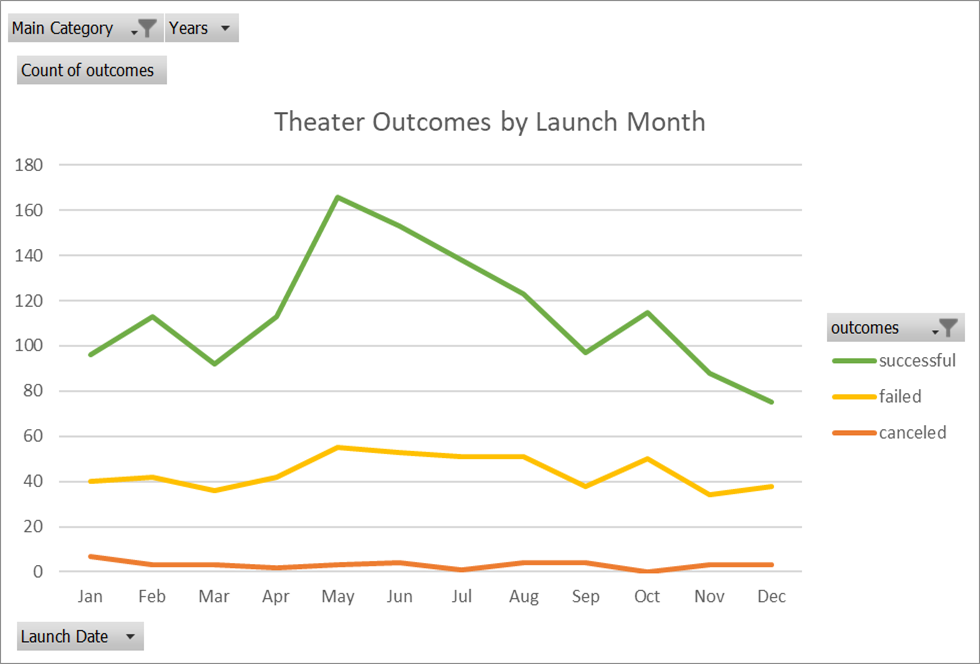 Main Category Years
Count of outcomes
Theater Outcomes by Launch Month
180
160
140
120
100
80
60
40
20
0
Jan Feb Mar Apr May Jun Jul Aug Sep Oct Nov Dec
outcomes
successful
failed
canceled
Launch Date